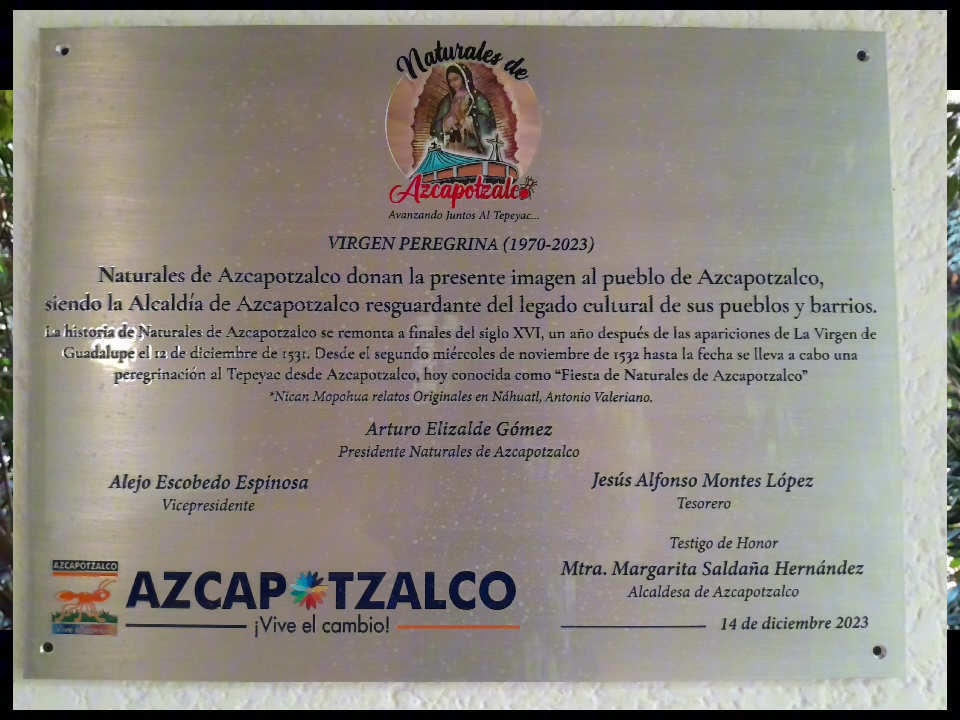 Naturales de
Azcapotzalco
Avanzando Juntos Al Tepeyac...
VIRGEN PEREGRINA (1970-2023)
Naturales de Azcapotzalco donan la presente imagen al pueblo de Azcapotzalco,
siendo la Alcaldía de Azcapotzalco resguardante del legado cultural de sus pueblos y barrios.
La historia de Naturales de Azcapotzalco se remonta a finales del siglo XVI, un año después de las apariciones de La Virgen de
Guadalupe el 12 de diciembre de 1531. Desde el segundo miércoles de noviembre de 1532 hasta la fecha se lleva a cabo una
peregrinación al Tepeyac desde Azcapotzalco, hoy conocida como “Fiesta de Naturales de Azcapotzalco”
*Nican Mopohua relatos Originales en Náhuatl, Antonio Valeriano.
Arturo Elizalde Gómez
Presidente Naturales de Azcapotzalco
Alejo Escobedo Espinosa
Vicepresidente
Jesús Alfonso Montes López
Tesorero
Testigo de Honor
Mtra. Margarita Saldaña Hernández
Alcaldesa de Azcapotzalco
14 de diciembre 2023
AZCAPOTZALCO
Vive el cambio!
AZCAPOTZALCO
¡Vive el cambio!